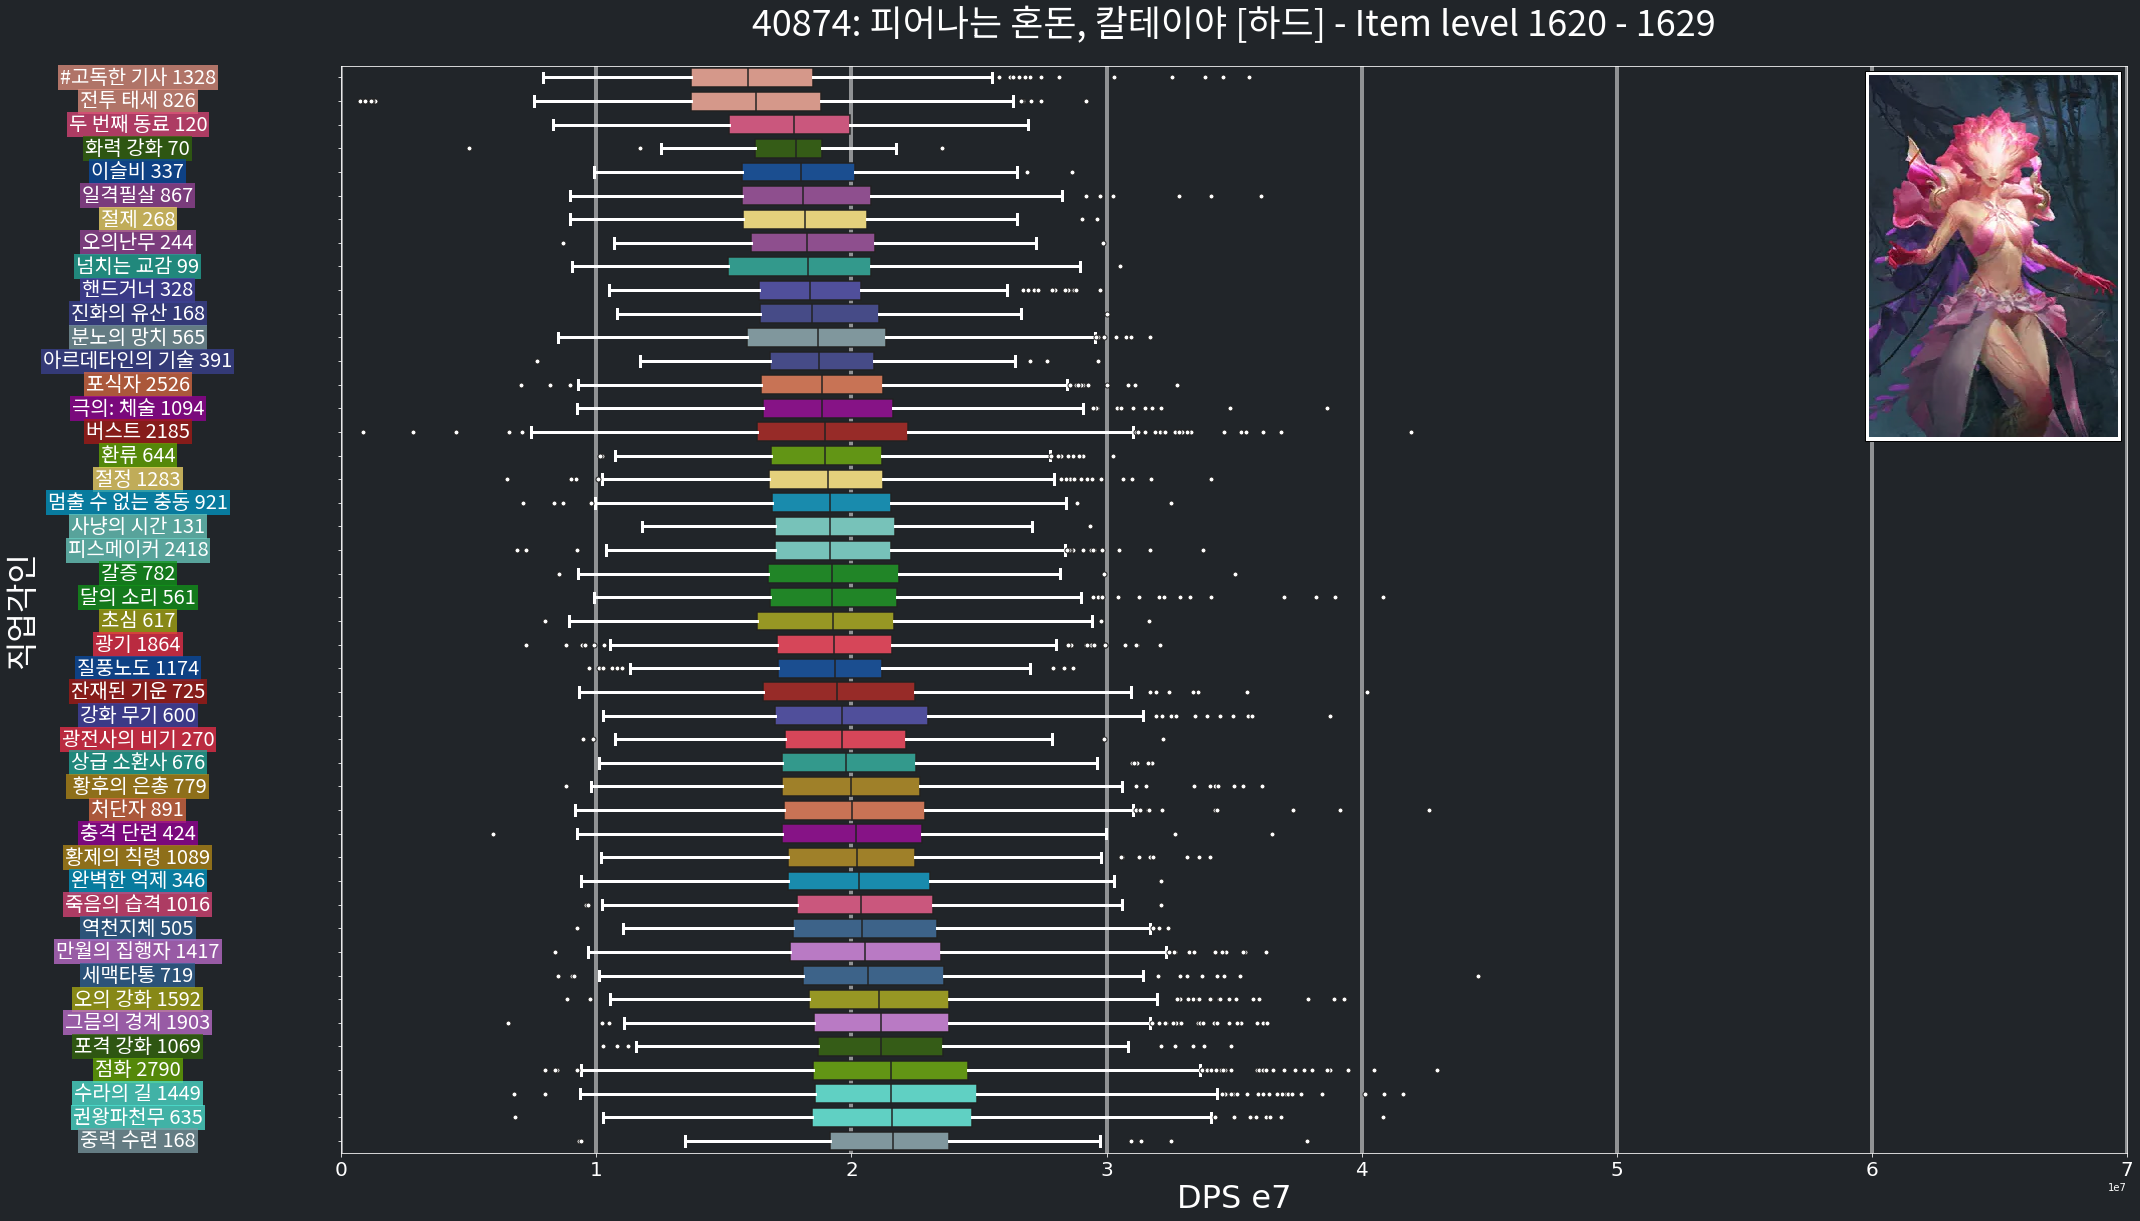 40874: 피어나는 혼돈, 칼테이야 [하드] - Item level 1620 - 1629
#고독한 기사 1328
전투 태세 826
두 번째 동료 120
화력 강화 70
이슬비 337
일격필살 867
절제 268
오의난무 244
넘치는 교감 99
핸드거너 328
진화의 유산 168
분노의 망치 565
아르데타인의 기술 391
포식자 2526
극의: 체술 1094
버스트 2185
환류 644
절정 1283
멈출 수 없는 충동 921
사냥의 시간 131
피스메이커 2418
갈증 782
달의 소리 561
초심 617
광기 1864
질풍노도 1174
잔재된 기운 725
강화 무기 600
광전사의 비기 270
상급 소환사 676
황후의 은총 779
처단자 891
충격 단련 424
황제의 칙령 1089
완벽한 억제 346
죽음의 습격 1016
역천지체 505
만월의 집행자 1417
세맥타통 719
오의 강화 1592
그믐의 경계 1903
포격 강화 1069
점화 2790
수라의 길 1449
권왕파천무 635
중력 수련 168
직업각인
0 1 2 3 4 5 6 7
DPS e7
1e7